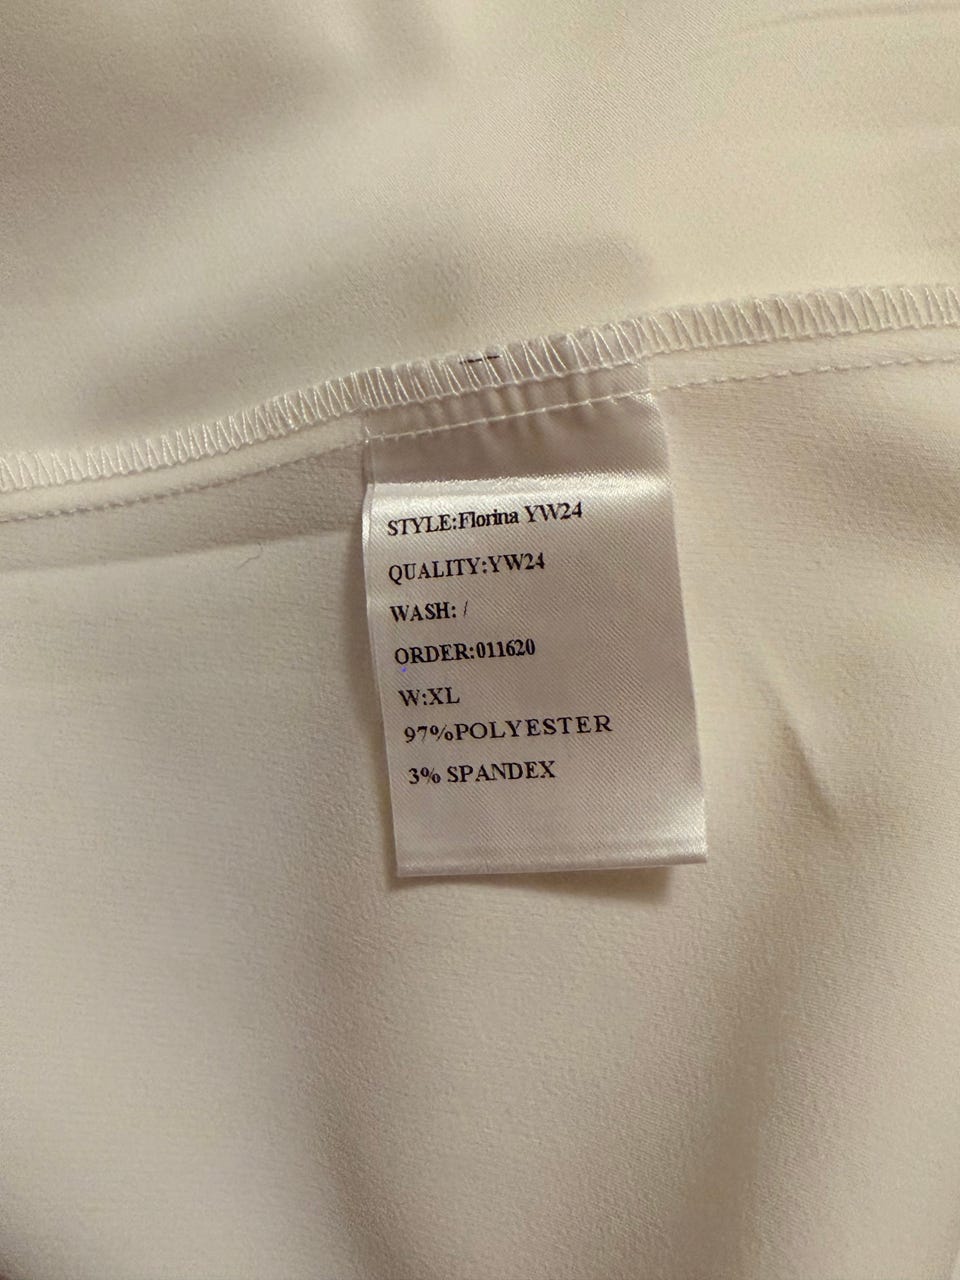 STYLE:Florina YW24
QUALITY:YW24
WASH: /
ORDER:011620
W:XL
97%POLYESTER
3% SPANDEX